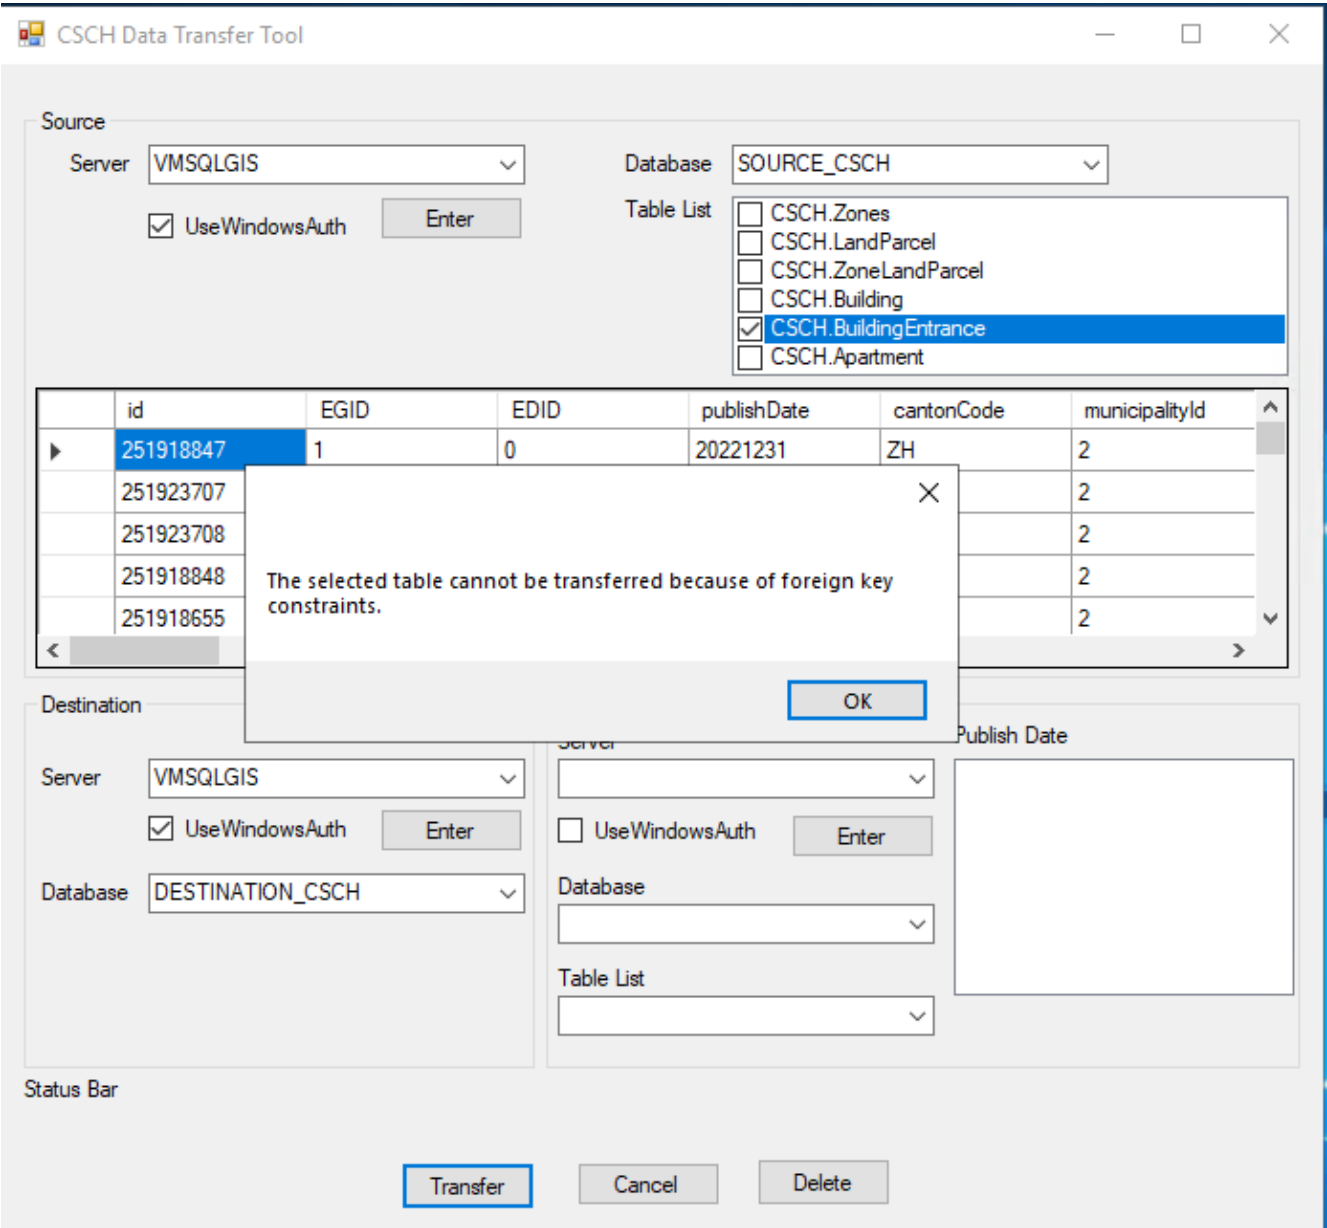 CSCH Data Transfer Tool
Source
Server VMSQLGIS Database SOURCE_CSCH
UseWindowsAuth Enter Table List CSCH.Zones
CSCH.LandParcel
CSCH.ZoneLandParcel
CSCH.Building
CSCH.BuildingEntrance
CSCH.Apartment
id EGID EDID publishDate cantonCode municipalityId
251918847 1 0 20221231 ZH 2
251923707 2
251923708 2
251918848 2
251918655 2
The selected table cannot be transferred because of foreign key
constraints.
OK
Destination
Server Publish Date
Server VMSQLGIS
UseWindowsAuth Enter UseWindowsAuth Enter
Database DESTINATION_CSCH Database
Table List
Status Bar
Transfer Cancel Delete